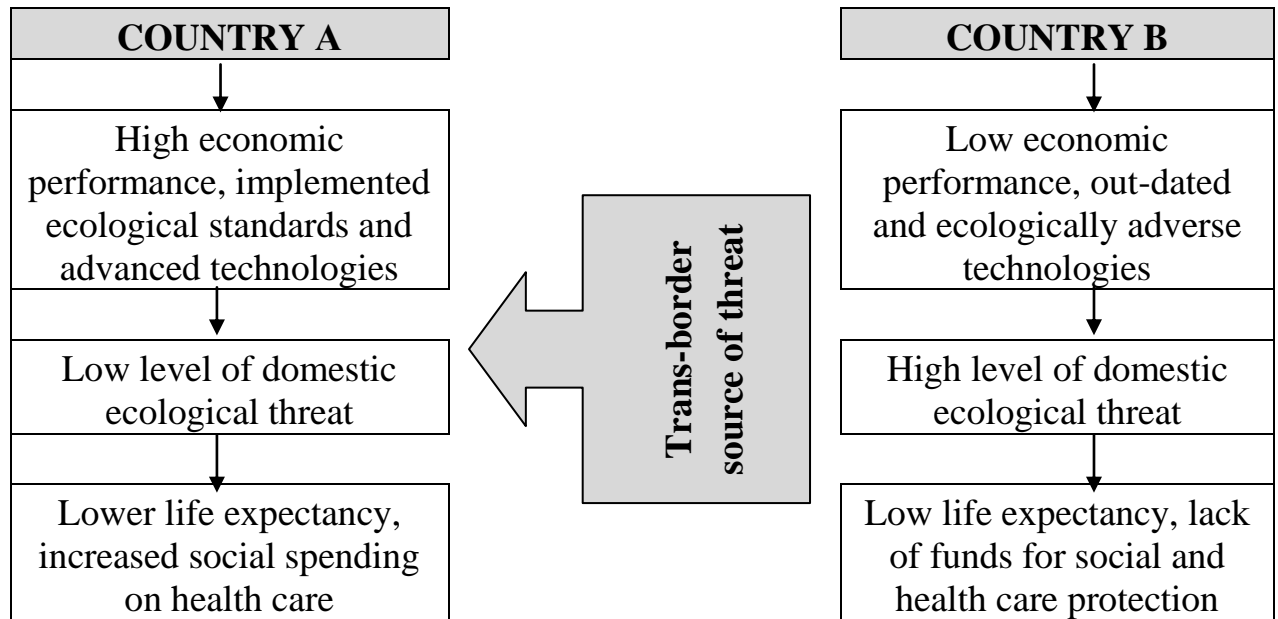 COUNTRY A
High economic
performance, implemented
ecological standards and
advanced technologies
Low level of domestic
ecological threat
Lower life expectancy,
increased social spending
on health care
Trans-border
source of threat
COUNTRY B
Low economic
performance, out-dated
and ecologically adverse
technologies
High level of domestic
ecological threat
Low life expectancy, lack
of funds for social and
health care protection